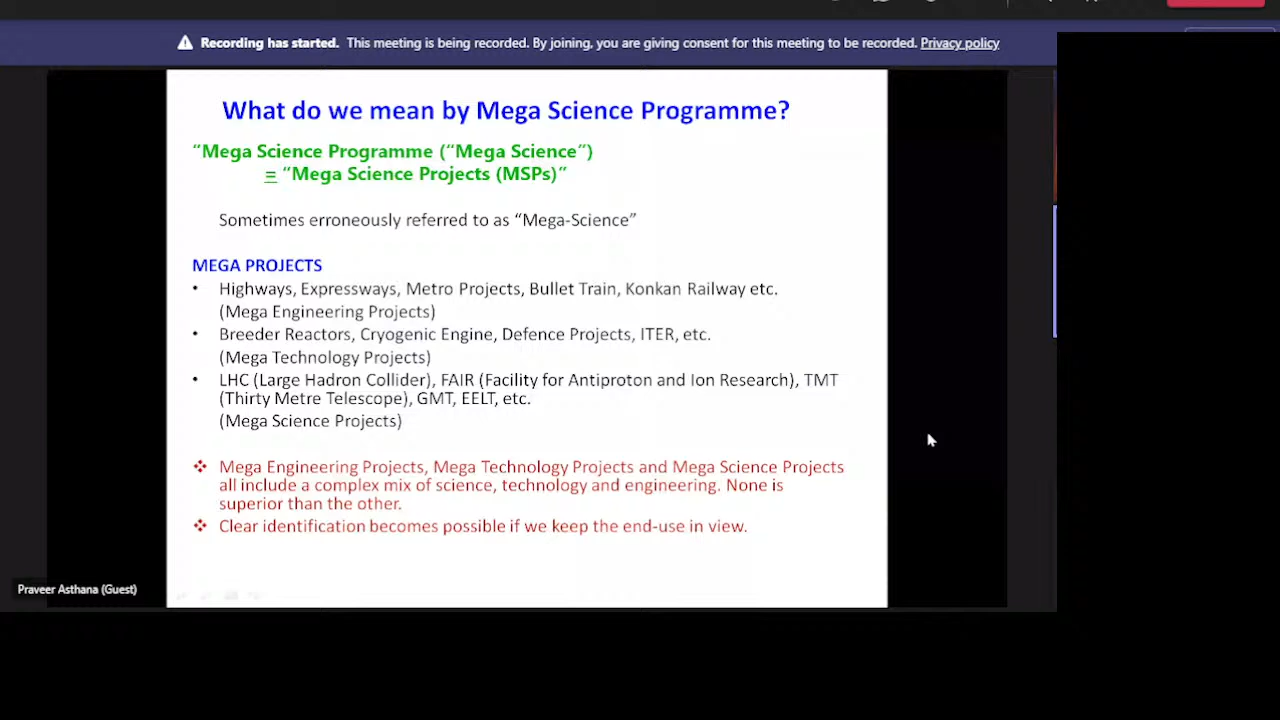 Recording has started. This meeting is being recorded. By joining, you are giving consent for this meeting to be recorded. Privacy policy
What do we mean by Mega Science Programme?
“Mega Science Programme (“Mega Science”)
= “Mega Science Projects (MSPs)”
Sometimes erroneously referred to as “Mega-Science”
MEGA PROJECTS
• Highways, Expressways, Metro Projects, Bullet Train, Konkan Railway etc.
(Mega Engineering Projects)
• Breeder Reactors, Cryogenic Engine, Defence Projects, ITER, etc.
(Mega Technology Projects)
• LHC (Large Hadron Collider), FAIR (Facility for Antiproton and Ion Research), TMT
(Thirty Metre Telescope), GMT, EELT, etc.
(Mega Science Projects)
❖ Mega Engineering Projects, Mega Technology Projects and Mega Science Projects
all include a complex mix of science, technology and engineering. None is
superior than the other.
❖ Clear identification becomes possible if we keep the end-use in view.
Praveer Asthana (Guest)